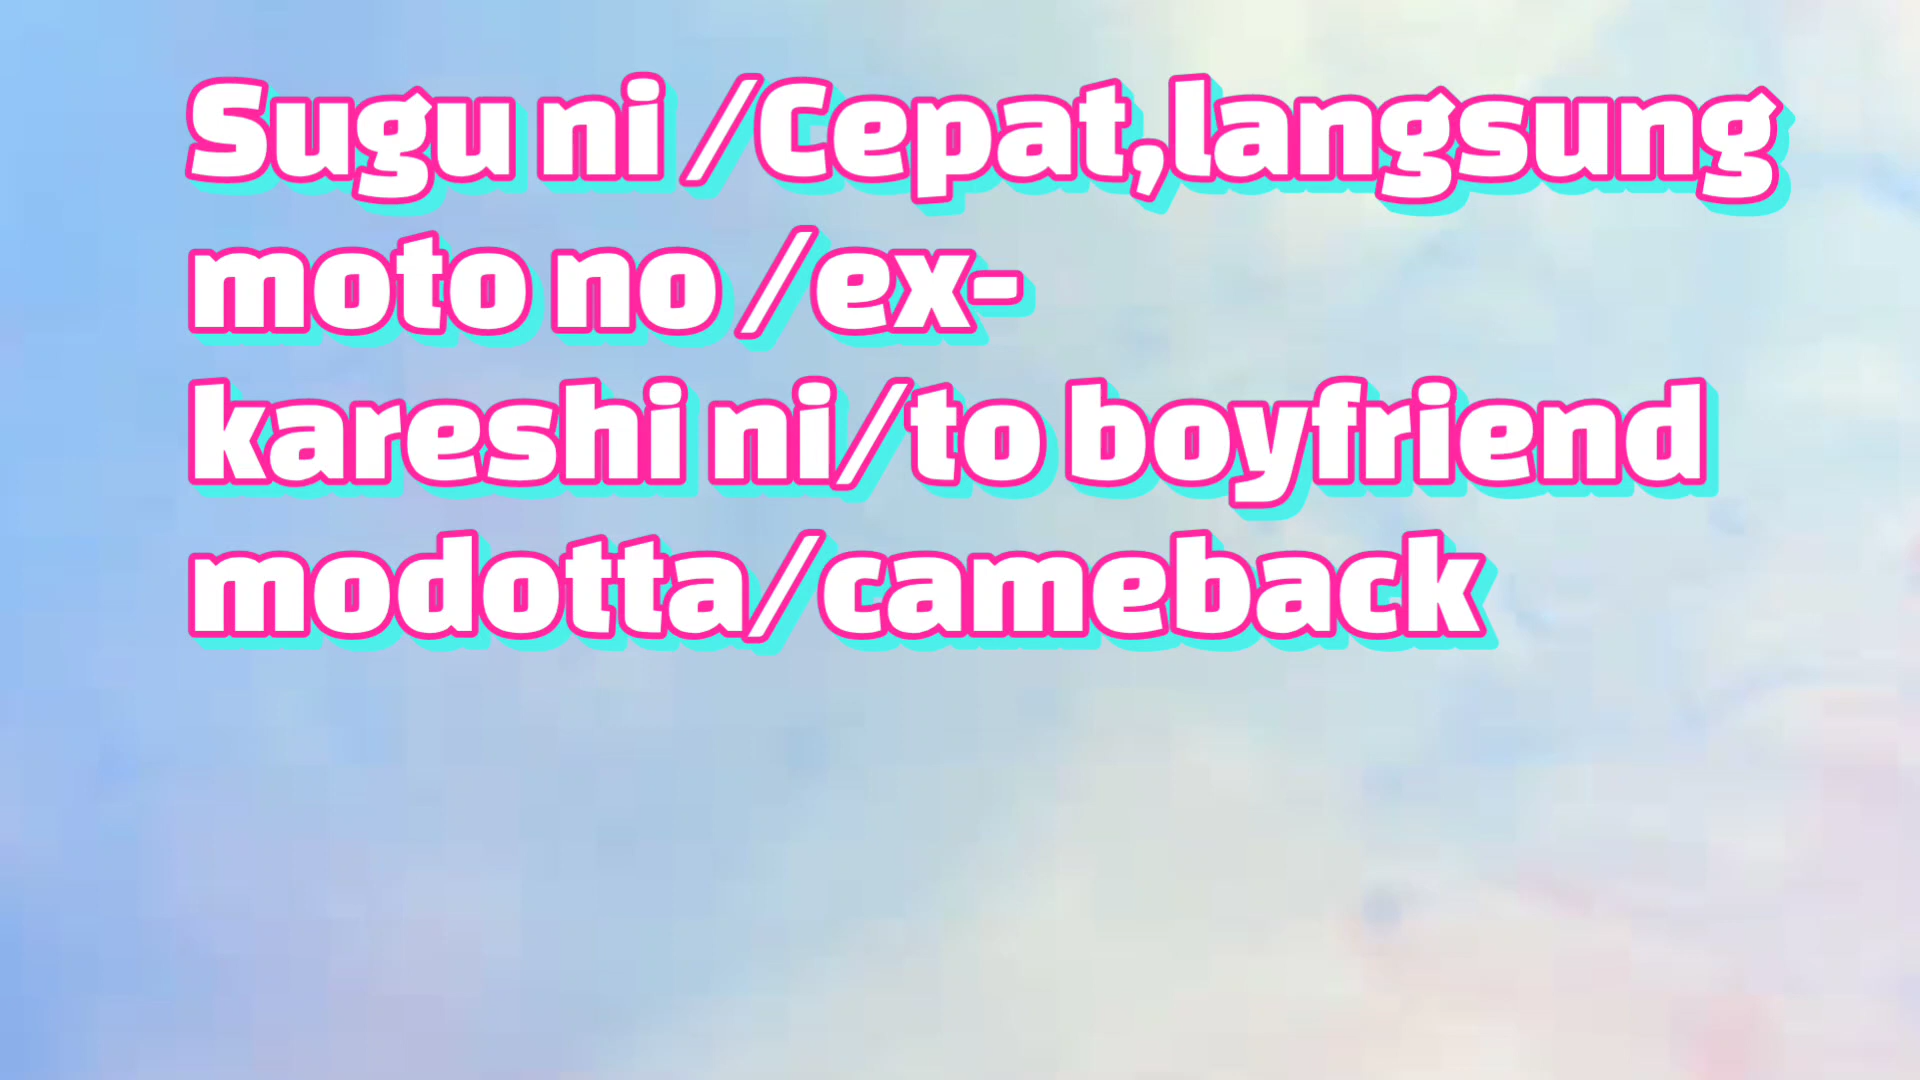 Sugu ni /Cepat,langsung
moto no /ex-
kareshi ni/to boyfriend
modotta/cameback